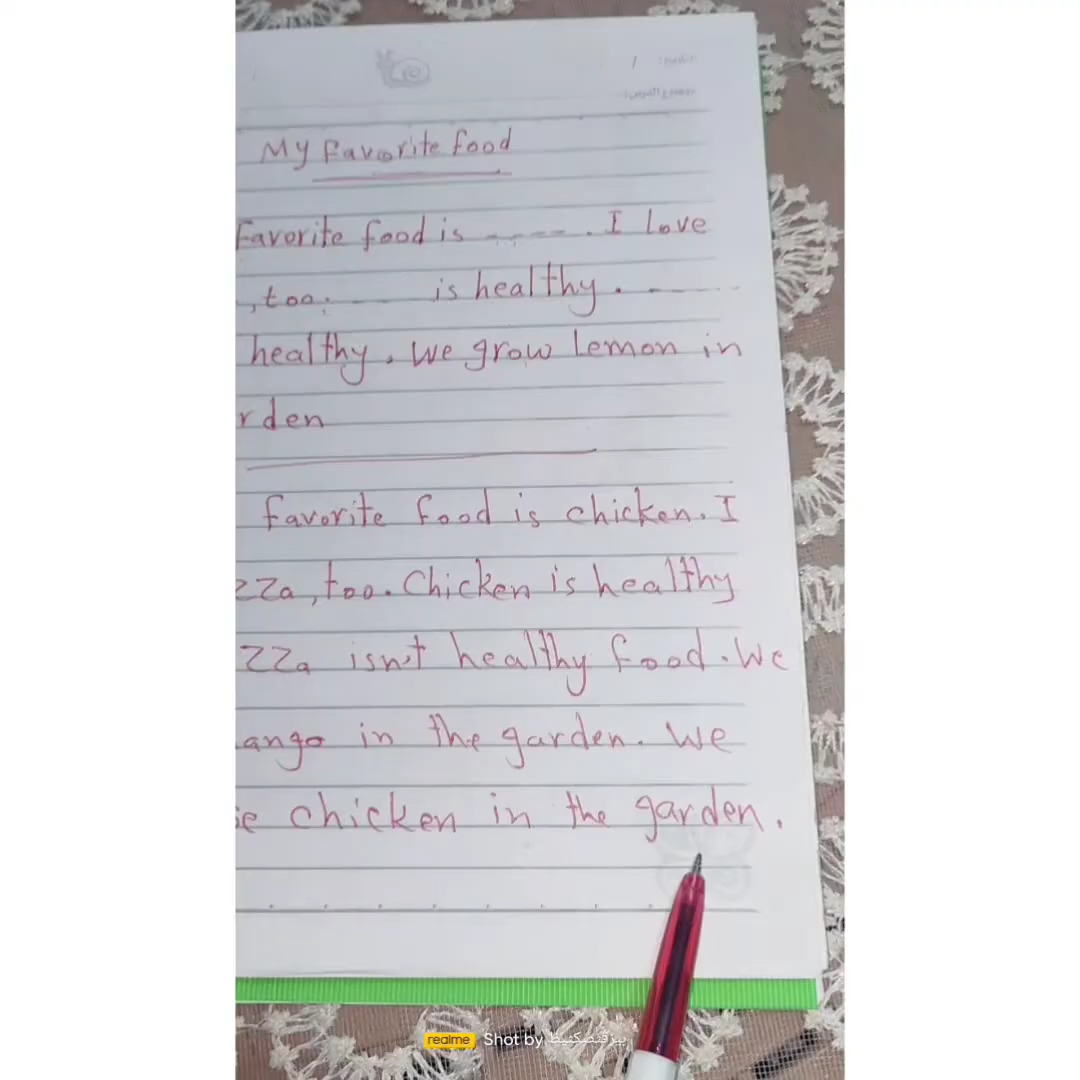 My Favorite food
Favorite food is ------. I love
, too. ---- is healthy. -----
healthy. We grow lemon in
rden
favorite food is chicken. I
zza, too. Chicken is healthy
zza isn't healthy food. We
ango in the garden. We
e chicken in the garden.
realme Shot by